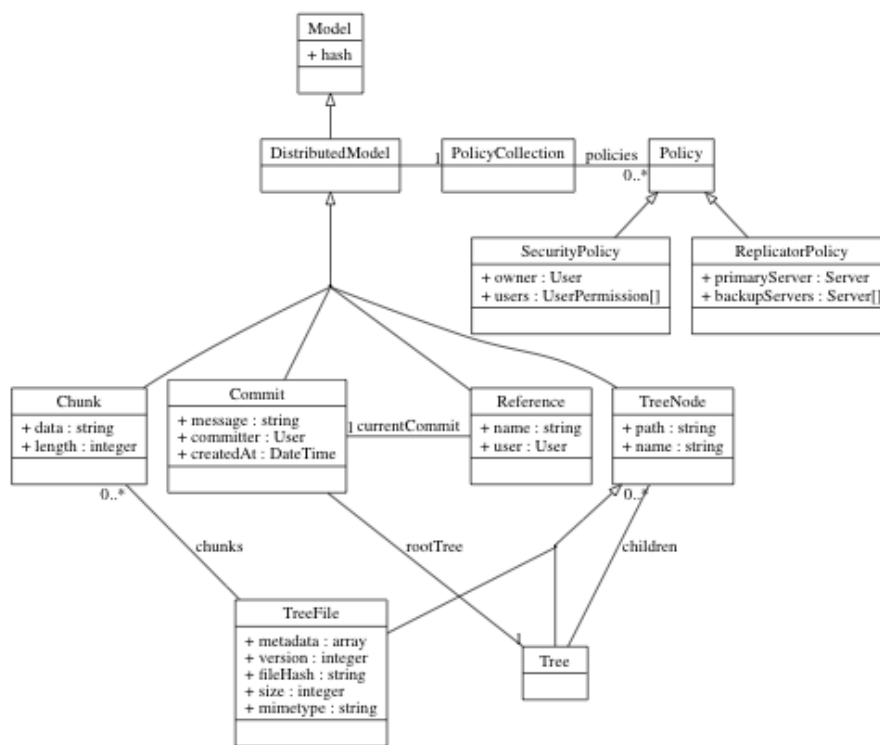 Model
+ hash
DistributedModel
1
PolicyCollection
policies
0..*
Policy
SecurityPolicy
+ owner : User
+ users : UserPermission[]
ReplicatorPolicy
+ primaryServer : Server
+ backupServers : Server[]
Chunk
+ data : string
+ length : integer
0..*
Commit
+ message : string
+ committer : User
+ createdAt : DateTime
1 currentCommit
Reference
+ name : string
+ user : User
TreeNode
+ path : string
+ name : string
0..*
chunks
rootTree
children
TreeFile
+ metadata : array
+ version : integer
+ fileHash : string
+ size : integer
+ mimetype : string
1
Tree